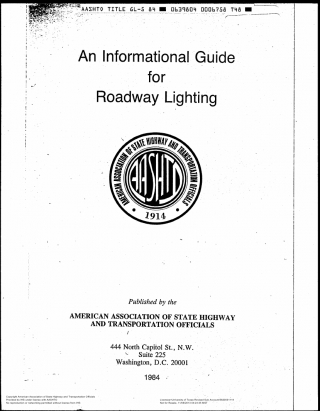 AASHTO TITLE GL-5 84 ■ 0639804 0006758 T48 ■
An Informational Guide
for
Roadway Lighting
AMERICAN ASSOCIATION OF STATE HIGHWAY AND TRANSPORTATION OFFICIALS
AASHTO
• 1914 •
Published by the
AMERICAN ASSOCIATION OF STATE HIGHWAY
AND TRANSPORTATION OFFICIALS
444 North Capitol St., N.W.
Suite 225
Washington, D.C. 20001
1984